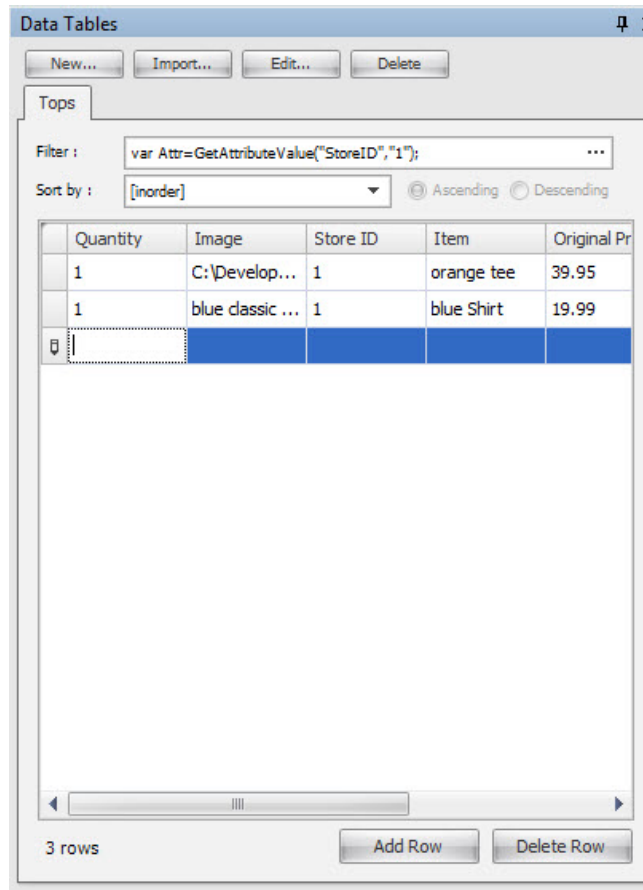 Data Tables
New... Import... Edit... Delete
Tops
Filter : var Attr=GetAttributeValue("StoreID","1"); ...
Sort by : [inorder] Ascending Descending
Quantity Image Store ID Item Original Pr
1 C:\Develop... 1 orange tee 39.95
1 blue classic ... 1 blue Shirt 19.99
3 rows Add Row Delete Row